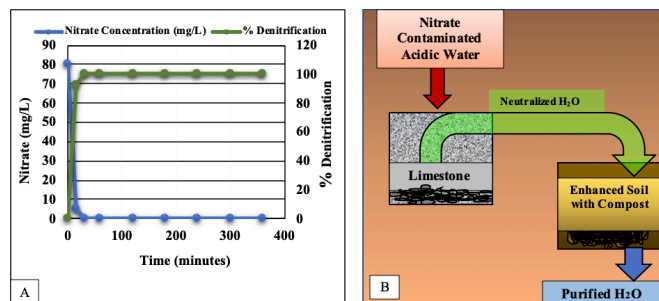 Nitrate Concentration (mg/L)
% Denitrification
90
80
70
60
50
40
30
20
10
0
Nitrate (mg/L)
120
100
80
60
40
20
0
% Denitrification
0
100
200
300
400
Time (minutes)
A
Nitrate
Contaminated
Acidic Water
Neutralized H₂O
Limestone
Enhanced Soil
with Compost
B
Purified H₂O